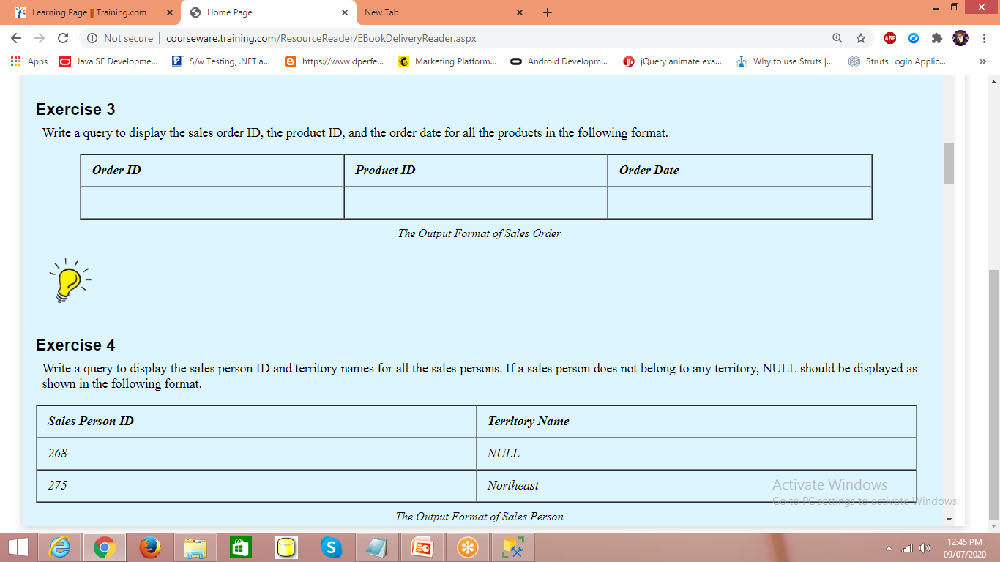 Learning Page || Training.com
Home Page
New Tab
Not secure
courseware.training.com/ResourceReader/EBookDeliveryReader.aspx
ABP
Apps
Java SE Developme...
S/w Testing, .NET a...
https://www.dperfe...
Marketing Platform...
Android Developm...
jQuery animate exa...
Why to use Struts |...
Struts Login Applic...
»
Exercise 3
Write a query to display the sales order ID, the product ID, and the order date for all the products in the following format.
Order ID Product ID Order Date
The Output Format of Sales Order
Exercise 4
Write a query to display the sales person ID and territory names for all the sales persons. If a sales person does not belong to any territory, NULL should be displayed as
shown in the following format.
Sales Person ID Territory Name
268 NULL
275 Northeast
Activate Windows
Go to PC settings to activate Windows.
The Output Format of Sales Person
12:45 PM
09/07/2020